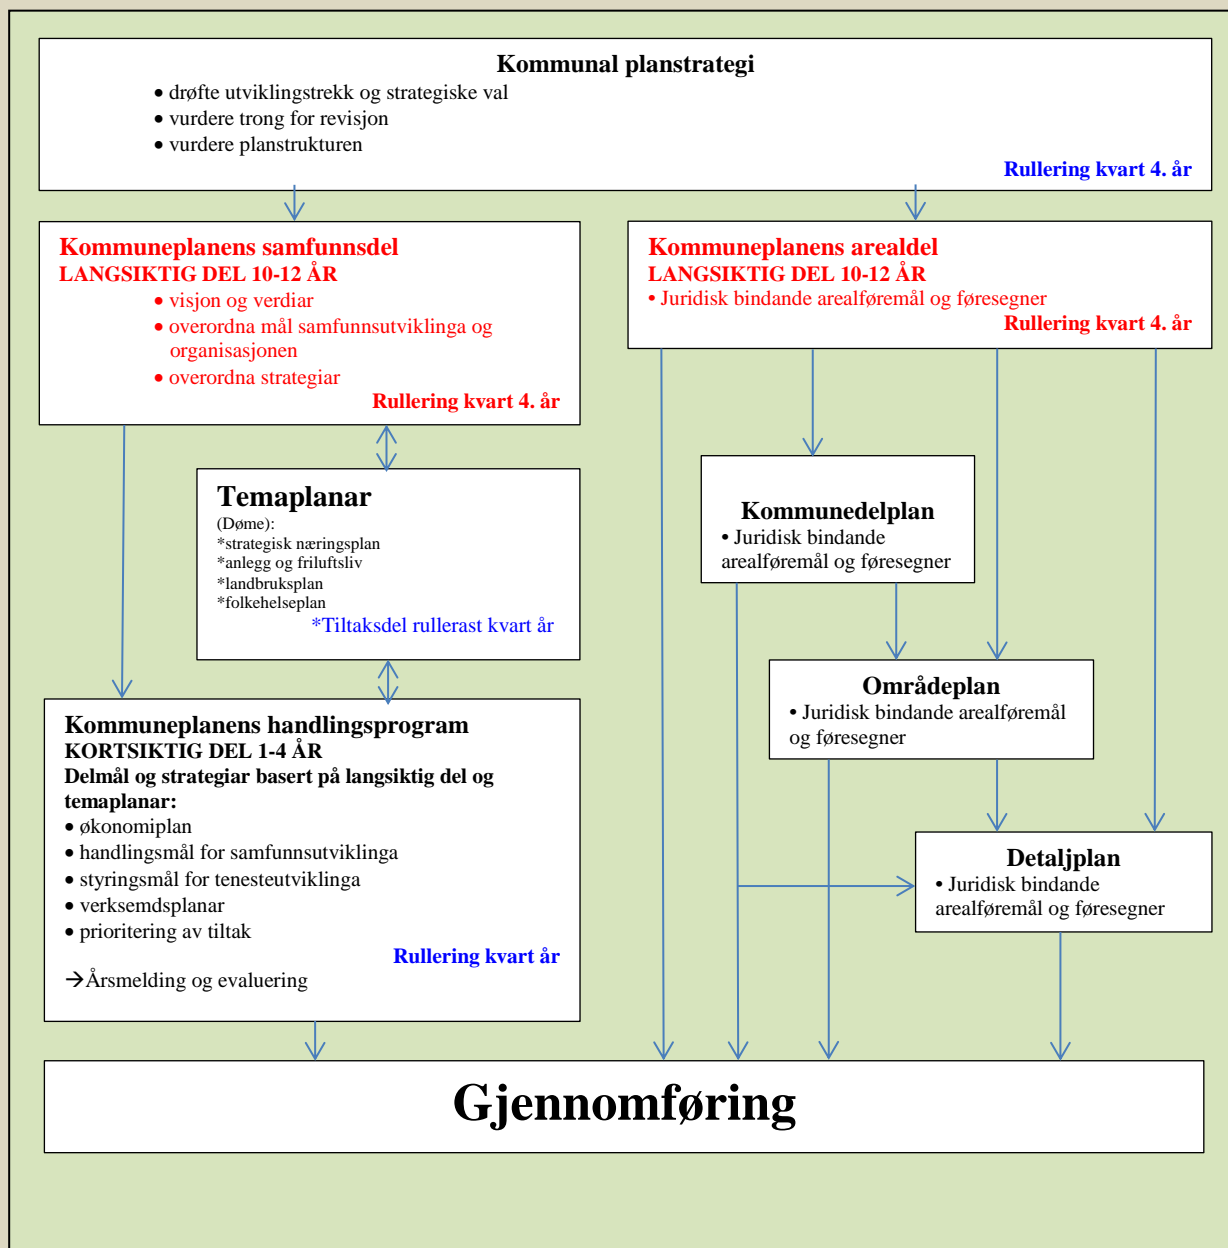 Kommunal planstrategi
• drøfte utviklingstrekk og strategiske val
• vurdere trong for revisjon
• vurdere planstrukturen
Rullering kvart 4. år
Kommuneplanens samfunnsdel
LANGSIKTIG DEL 10-12 ÅR
• visjon og verdiar
• overordna mål samfunnsutviklinga og
organisasjonen
• overordna strategiar
Rullering kvart 4. år
Kommuneplanens arealdel
LANGSIKTIG DEL 10-12 ÅR
• Juridisk bindande arealføremål og føresegner
Rullering kvart 4. år
Temaplanar
(Døme):
*strategisk næringsplan
*anlegg og friluftsliv
*landbruksplan
*folkehelseplan
*Tiltaksdel rullerast kvart år
Kommunedelplan
• Juridisk bindande
arealføremål og føresegner
Områdeplan
• Juridisk bindande arealføremål
og føresegner
Kommuneplanens handlingsprogram
KORTSIKTIG DEL 1-4 ÅR
Delmål og strategiar basert på langsiktig del og
temaplanar:
• økonomiplan
• handlingsmål for samfunnsutviklinga
• styringsmål for tenesteutviklinga
• verksemdsplanar
• prioritering av tiltak
Rullering kvart år
→Årsmelding og evaluering
Detaljplan
• Juridisk bindande
arealføremål og føresegner
Gjennomføring